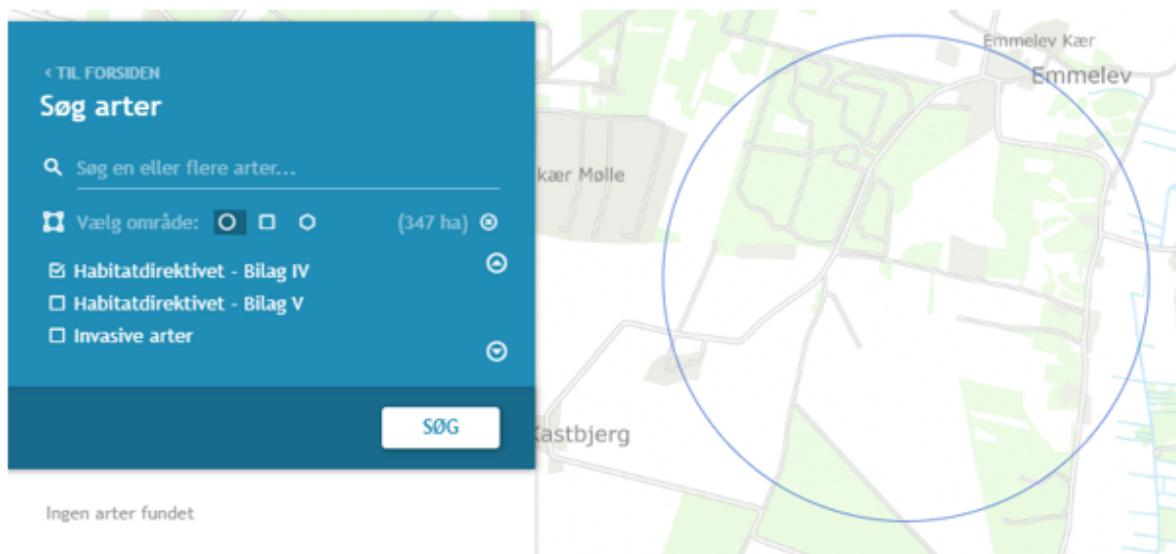 < TIL FORSIDEN
Søg arter
Søg en eller flere arter...
Vælg område:
(347 ha)
Habitatdirektivet - Bilag IV
Habitatdirektivet - Bilag V
Invasive arter
SØG
Ingen arter fundet
Emmelev Kær
Emmelev
kær Mølle
Kastbjerg